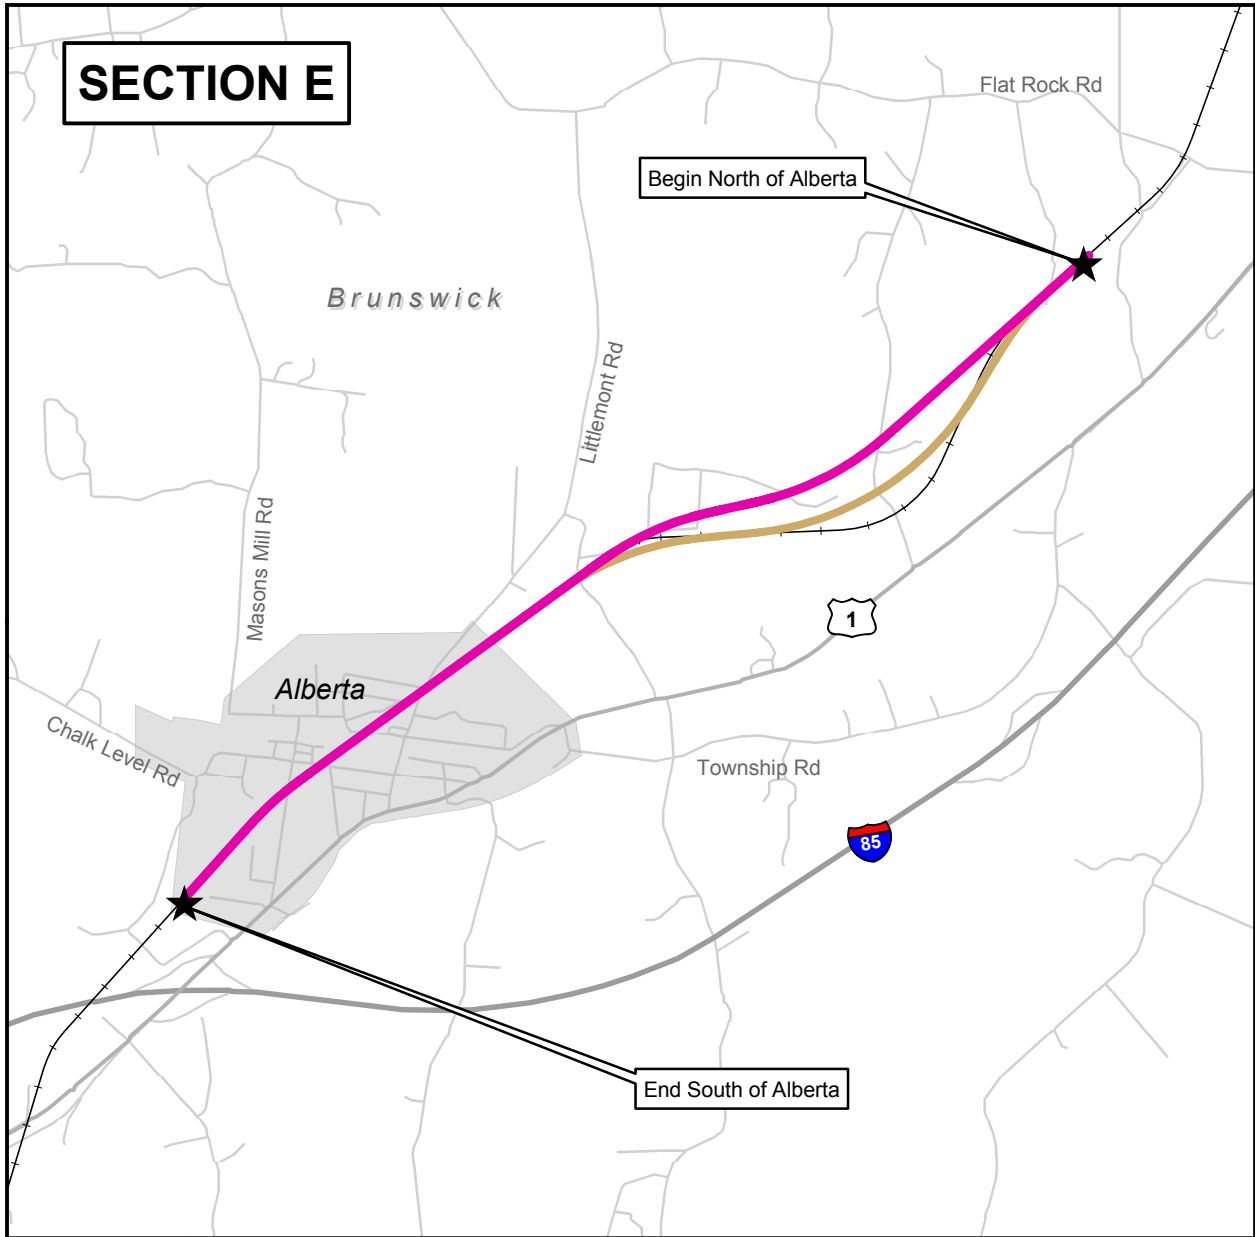 SECTION E
Flat Rock Rd
Begin North of Alberta
Brunswick
Littlemont Rd
Masons Mill Rd
1
Alberta
Chalk Level Rd
Township Rd
85
End South of Alberta